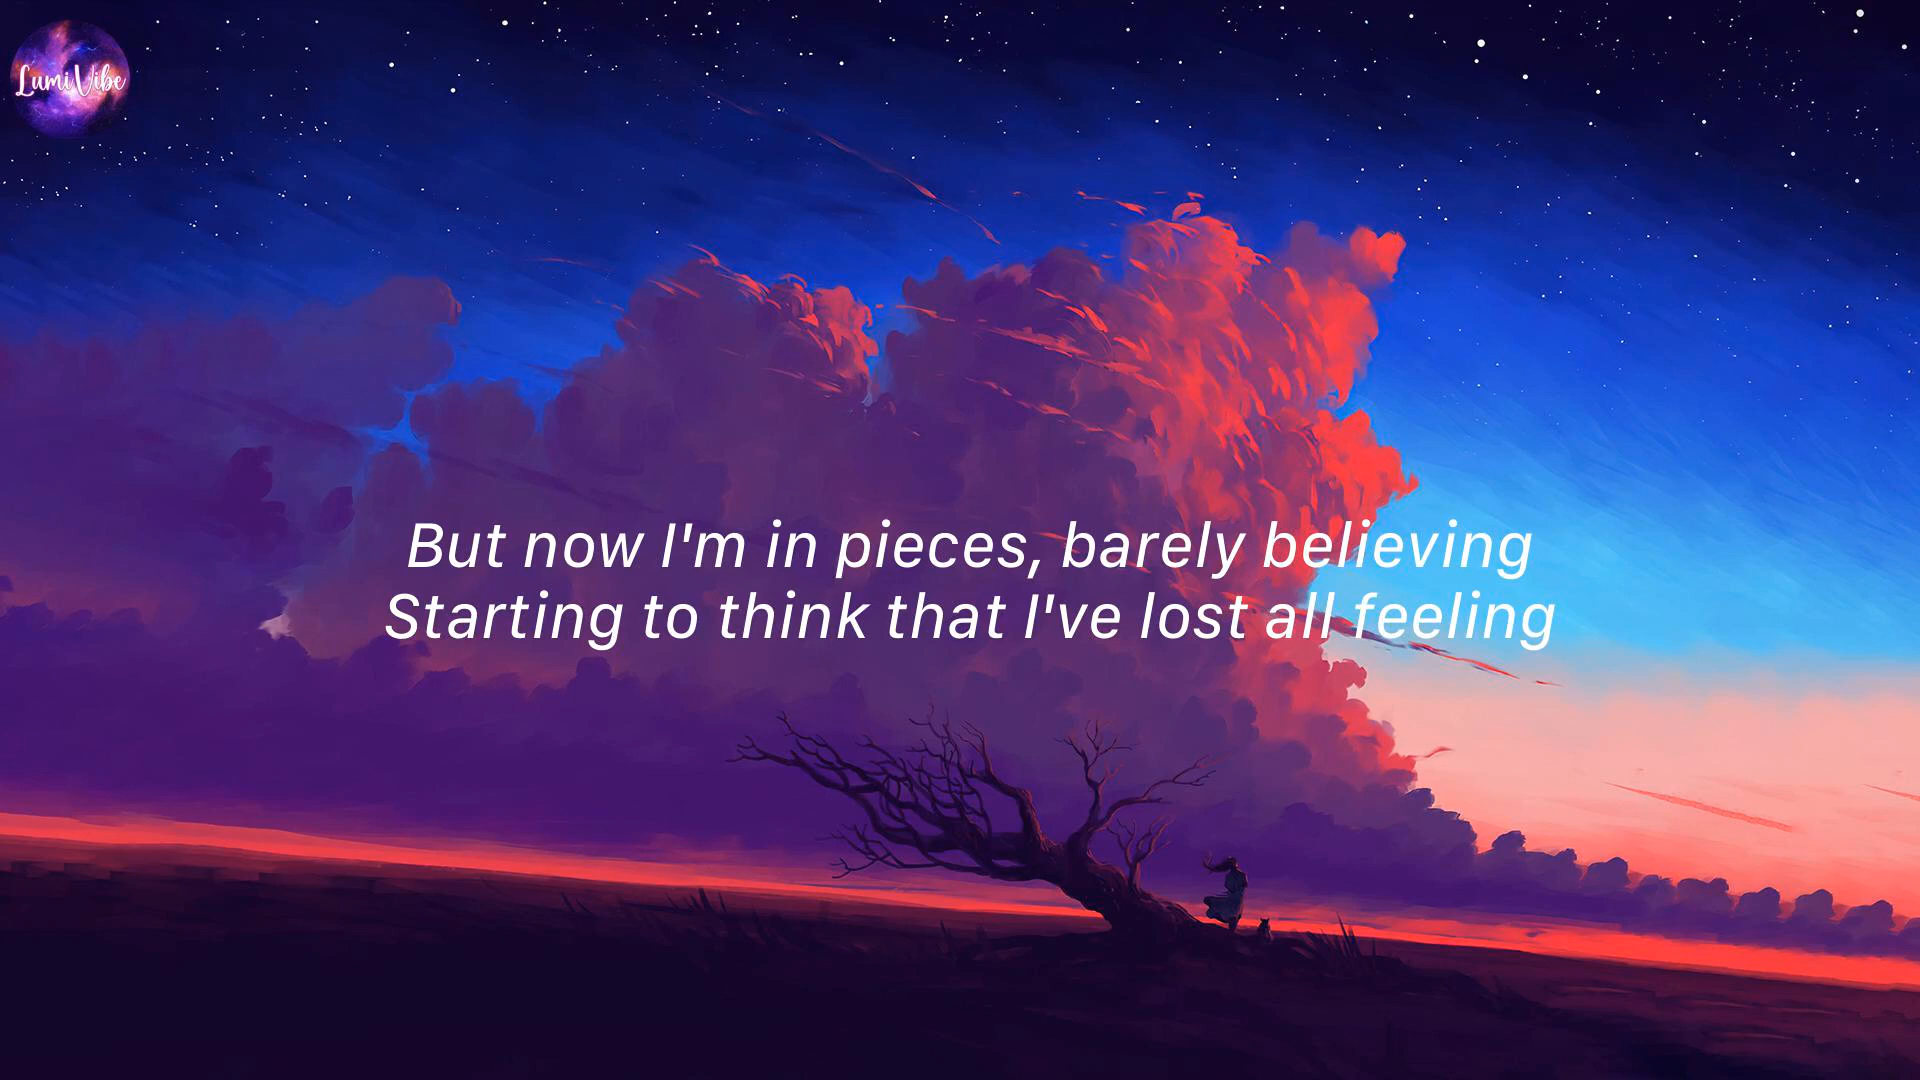 LumiVibe
But now I'm in pieces, barely believing
Starting to think that I've lost all feeling